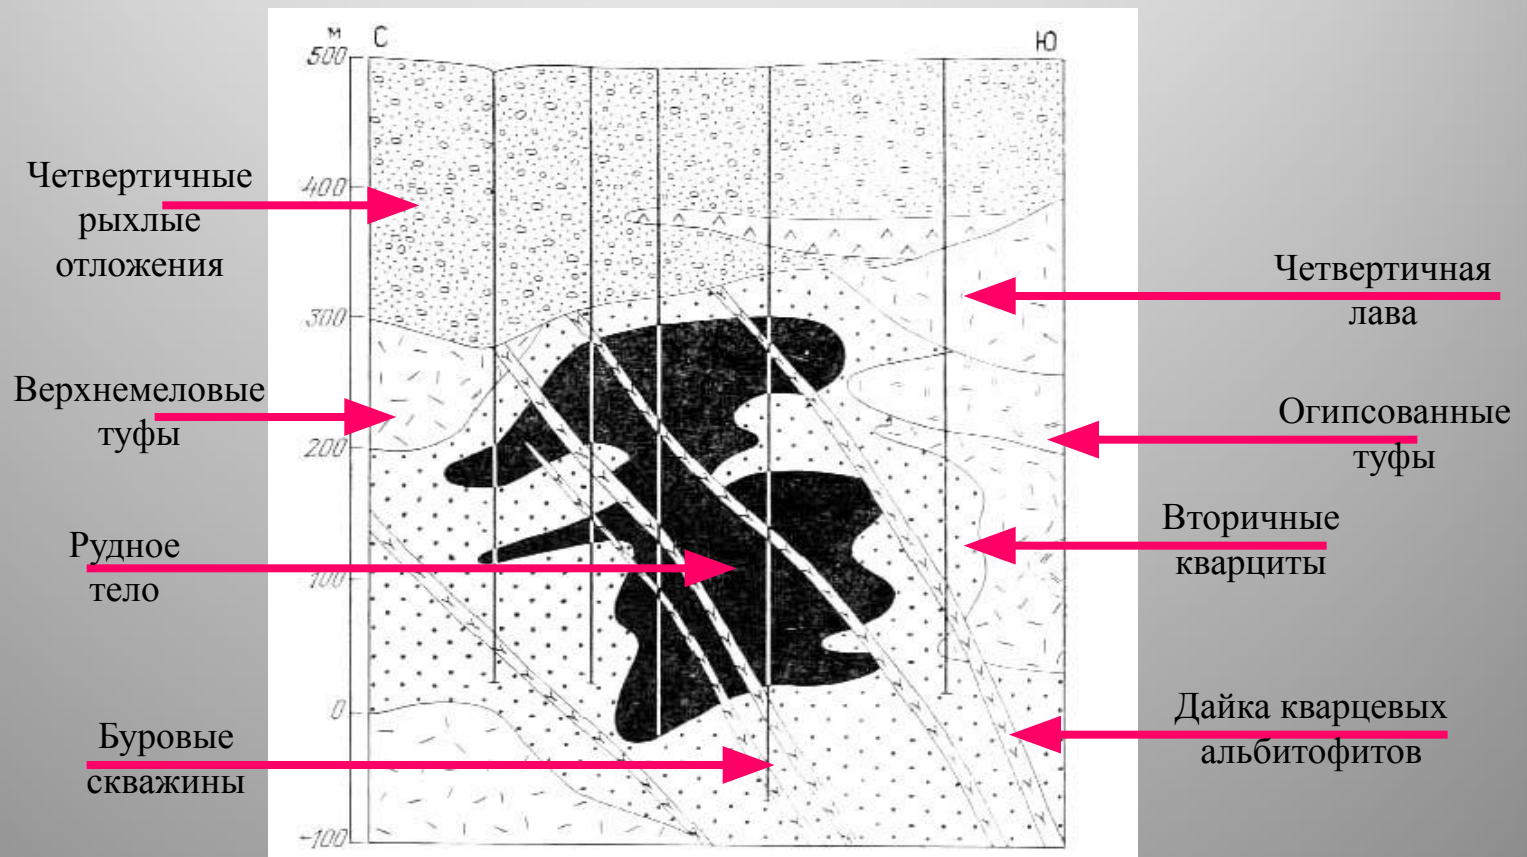 м С
Ю
500
400
300
200
100
0
-100
Четвертичные
рыхлые
отложения
Верхнемеловые
туфы
Рудное
тело
Буровые
скважины
Четвертичная
лава
Огипсованные
туфы
Вторичные
кварциты
Дайка кварцевых
альбитофитов